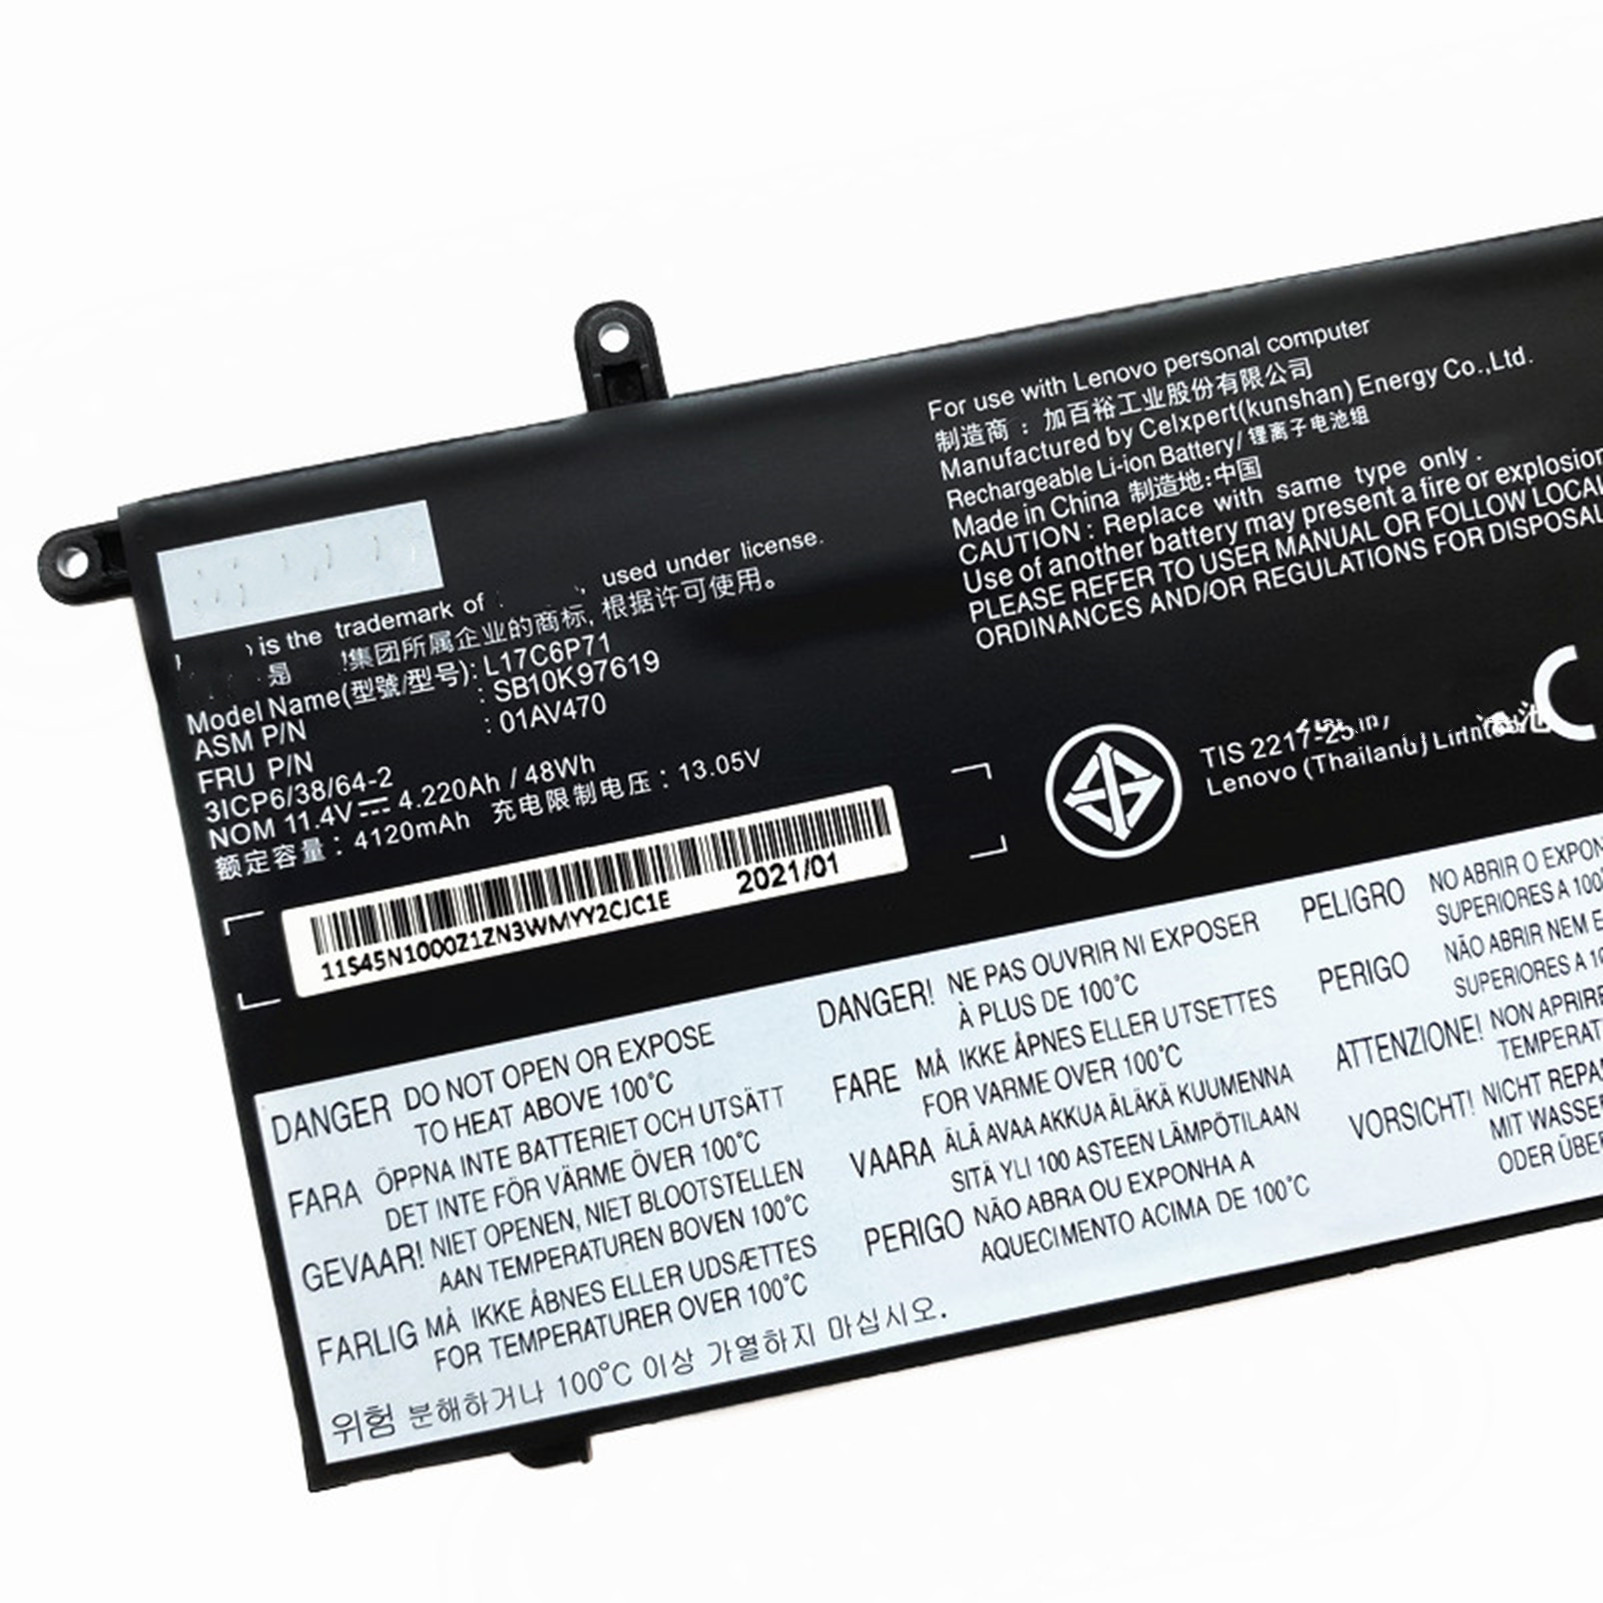 is the trademark of used under license.
是 集团所属企业的商标, 根据许可使用。
Model Name(型號/型号): L17C6P71
ASM P/N : SB10K97619
FRU P/N : 01AV470
3ICP6/38/64-2
NOM 11.4V 4.220Ah / 48Wh
额定容量：4120mAh 充电限制电压：13.05V
11S45N1000Z1ZN3WMYY2CJC1E 2021/01
For use with Lenovo personal computer
制造商：加百裕工业股份有限公司
Manufactured by Celxpert(kunshan) Energy Co.,Ltd.
Rechargeable Li-ion Battery/ 锂离子电池组
Made in China 制造地:中国
CAUTION : Replace with same type only .
Use of another battery may present a fire or explosion
PLEASE REFER TO USER MANUAL OR FOLLOW LOCAL
ORDINANCES AND/OR REGULATIONS FOR DISPOSAL
TIS 2217-25
Lenovo (Thailand)
DANGER DO NOT OPEN OR EXPOSE
TO HEAT ABOVE 100°C
FARA ÖPPNA INTE BATTERIET OCH UTSÄTT
DET INTE FÖR VÄRME ÖVER 100°C
GEVAAR! NIET OPENEN, NIET BLOOTSTELLEN
AAN TEMPERATUREN BOVEN 100°C
FARLIG MÅ IKKE ÅBNES ELLER UDSÆTTES
FOR TEMPERATURER OVER 100°C
위험 분해하거나 100°C 이상 가열하지 마십시오.
DANGER! NE PAS OUVRIR NI EXPOSER
À PLUS DE 100°C
FARE MÅ IKKE ÅPNES ELLER UTSETTES
FOR VARME OVER 100°C
VAARA ÄLÄ AVAA AKKUA ÄLÄKÄ KUUMENNA
SITÄ YLI 100 ASTEEN LÄMPÖTILAAN
PERIGO NÃO ABRA OU EXPONHA A
AQUECIMENTO ACIMA DE 100°C
PELIGRO NO ABRIR O EXPON
SUPERIORES A 100
PERIGO NÃO ABRIR NEM E
SUPERIORES A 10
ATTENZIONE! NON APRIRE
TEMPERAT
VORSICHT! NICHT REPA
MIT WASSE
ODER ÜBE